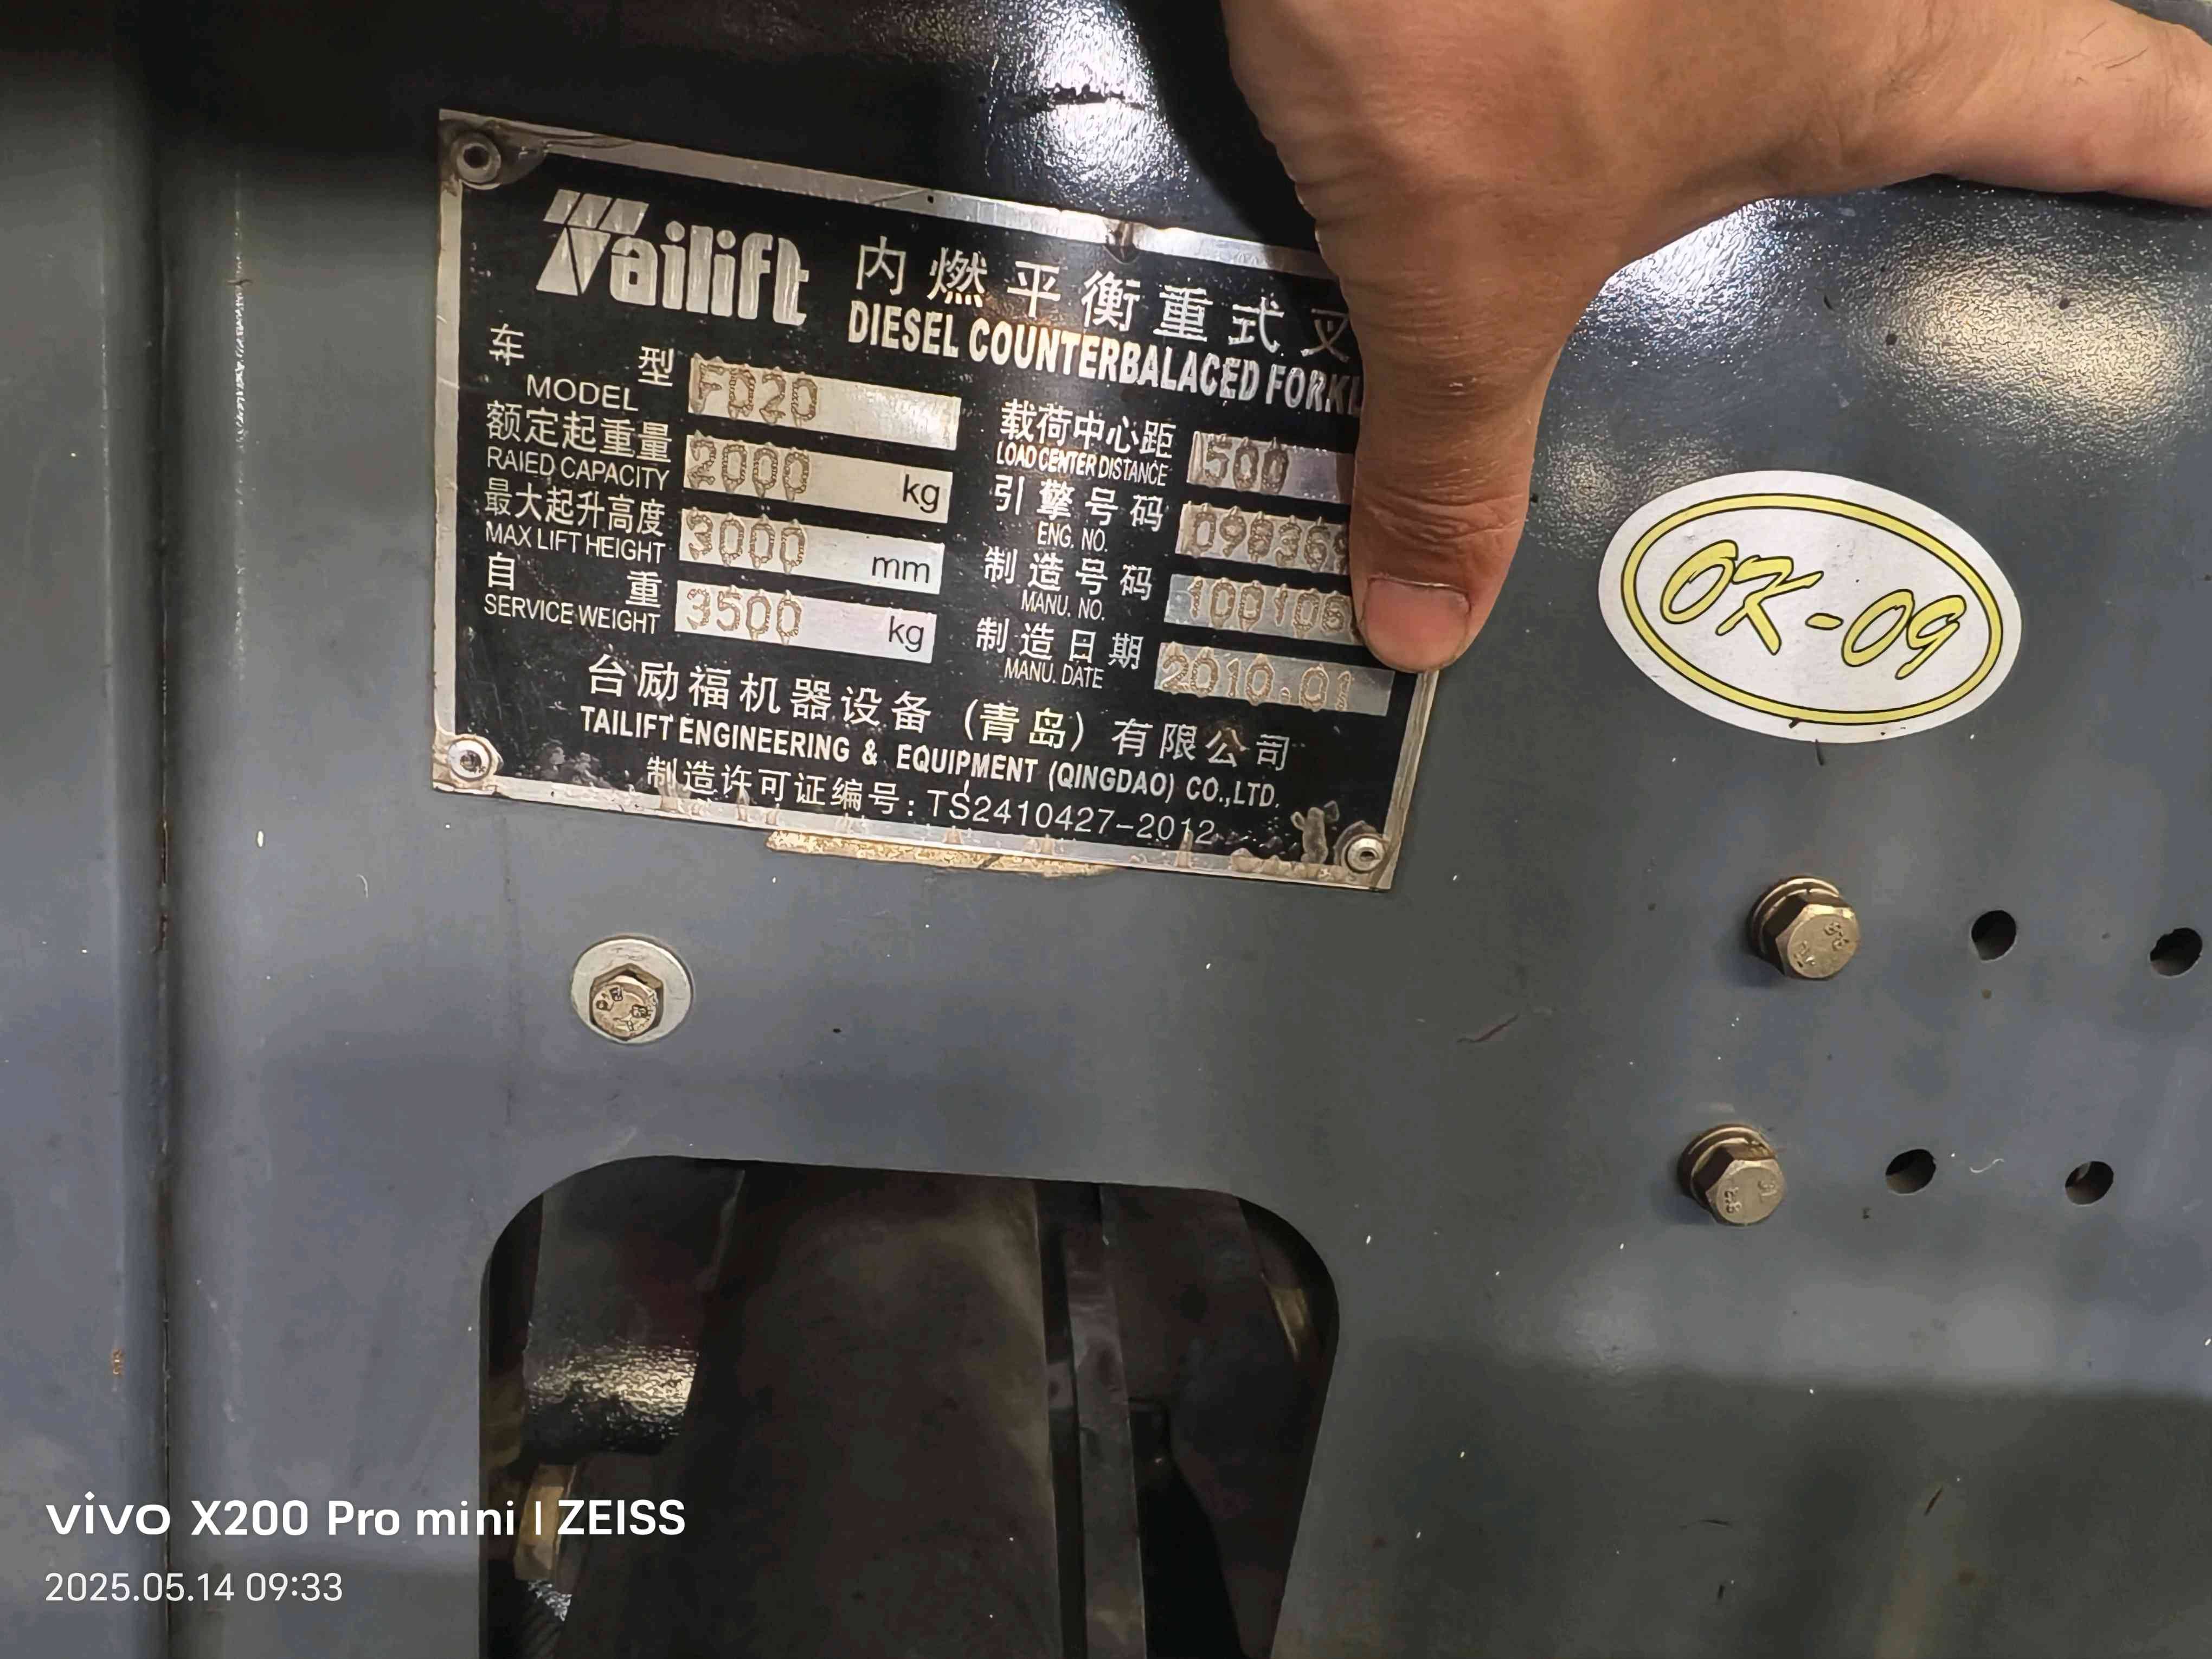 Tailift 内燃平衡重式叉
DIESEL COUNTERBALACED FORKL
车型 MODEL FD20
额定起重量 RAIED CAPACITY 2000 kg
最大起升高度 MAX LIFT HEIGHT 3000 mm
自重 SERVICE WEIGHT 3500 kg
载荷中心距 LOAD CENTER DISTANCE 500
引擎号码 ENG. NO. 098369
制造号码 MANU. NO. 100106
制造日期 MANU. DATE 2010.01
台励福机器设备(青岛)有限公司
TAILIFT ENGINEERING & EQUIPMENT (QINGDAO) CO.,LTD.
制造许可证编号:TS2410427-2012
OK-09
vivo X200 Pro mini | ZEISS
2025.05.14 09:33